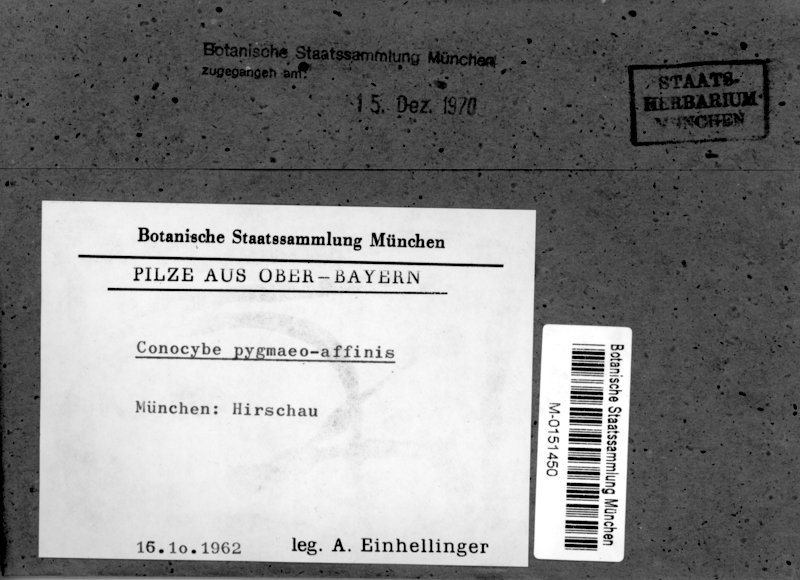 Botanische Staatssammlung München
zugegangen am:
15. Dez. 1970
STAATS-
HERBARIUM
MÜNCHEN
Botanische Staatssammlung München
PILZE AUS OBER-BAYERN
Conocybe pygmaeo-affinis
München: Hirschau
16.1o.1962 leg. A. Einhellinger
Botanische Staatssammlung München
M-0151450